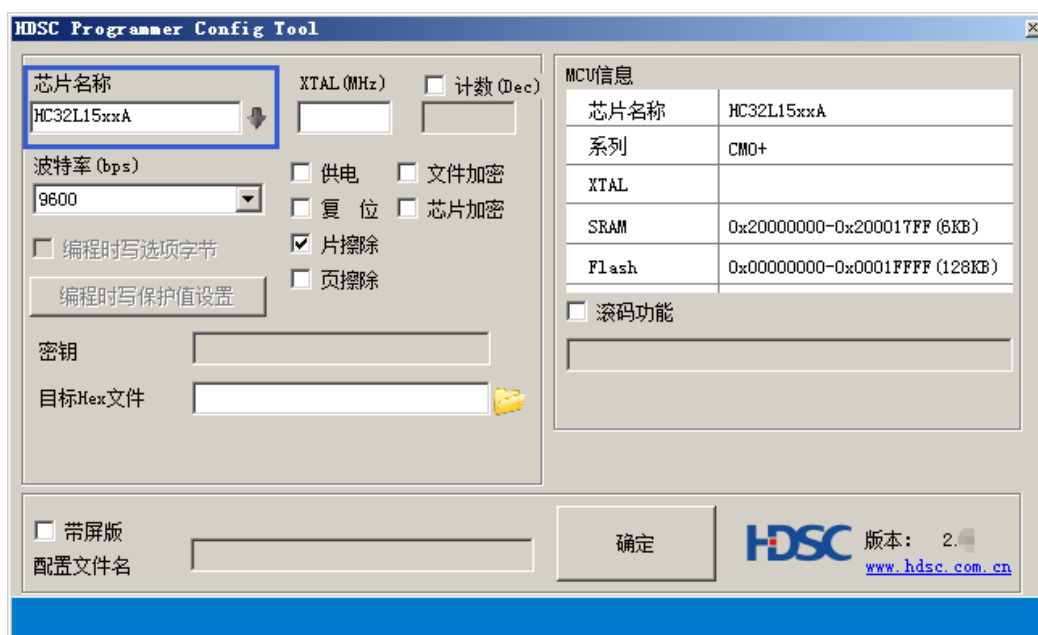 HDSC Programmer Config Tool
芯片名称
XTAL(MHz)
计数(Dec)
HC32L15xxA
波特率(bps)
9600
供电
文件加密
复 位
芯片加密
编程时写选项字节
片擦除
页擦除
编程时写保护值设置
密钥
目标Hex文件
MCU信息
芯片名称 HC32L15xxA
系列 CM0+
XTAL
SRAM 0x20000000-0x200017FF(6KB)
Flash 0x00000000-0x0001FFFF(128KB)
滚码功能
带屏版
配置文件名
确定
HDSC
版本: 2.
www.hdsc.com.cn